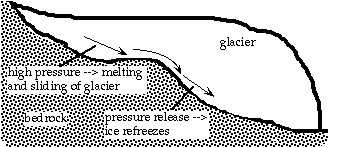 glacier
high pressure --> melting
and sliding of glacier
bedrock
pressure release -->
ice refreezes